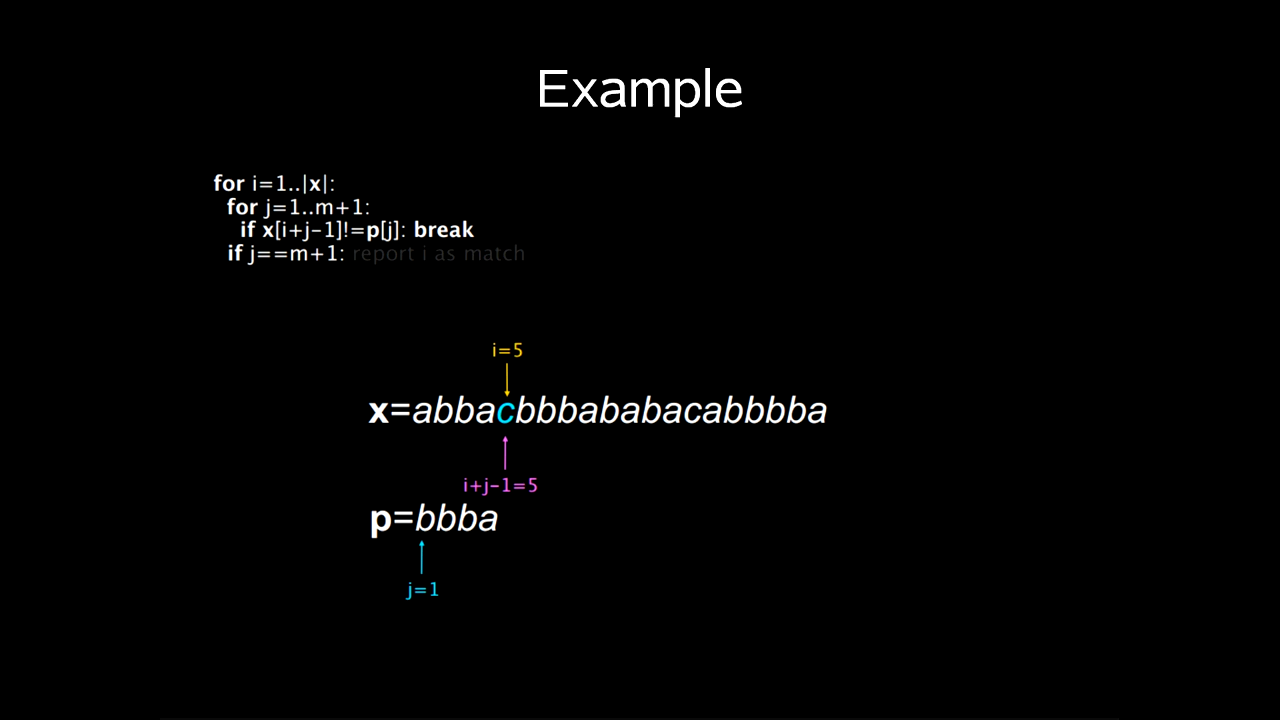 Example
for i=1..|x|:
for j=1..m+1:
if x[i+j-1]!=p[j]: break
if j==m+1: report i as match
i=5
x=abbacbbbababacabbbba
i+j-1=5
p=bbba
j=1